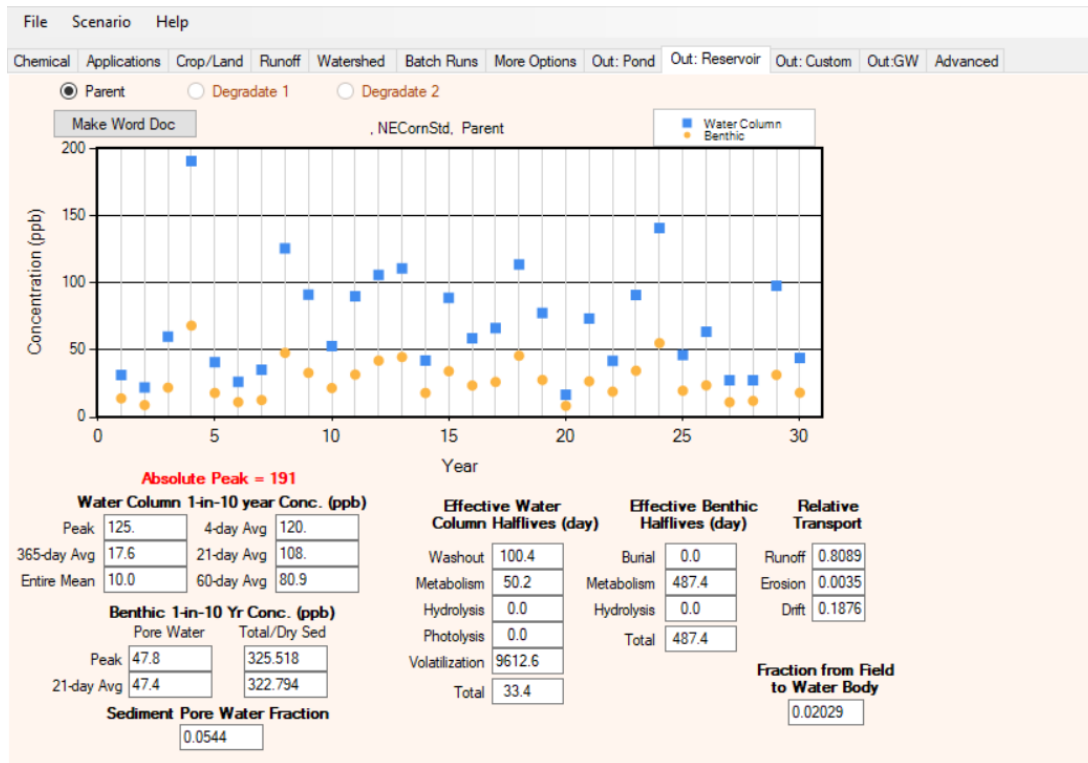 File Scenario Help
Chemical Applications Crop/Land Runoff Watershed Batch Runs More Options Out: Pond Out: Reservoir Out: Custom Out:GW Advanced
Parent Degradate 1 Degradate 2
Make Word Doc
, NECornStd, Parent
Water Column
Benthic
Concentration (ppb)
200
150
100
50
0
0 5 10 15 20 25 30
Year
Absolute Peak = 191
Water Column 1-in-10 year Conc. (ppb)
Peak 125. 4-day Avg 120.
365-day Avg 17.6 21-day Avg 108.
Entire Mean 10.0 60-day Avg 80.9
Benthic 1-in-10 Yr Conc. (ppb)
Pore Water Total/Dry Sed
Peak 47.8 325.518
21-day Avg 47.4 322.794
Sediment Pore Water Fraction
0.0544
Effective Water
Column Halflives (day)
Washout 100.4
Metabolism 50.2
Hydrolysis 0.0
Photolysis 0.0
Volatilization 9612.6
Total 33.4
Effective Benthic
Halflives (day)
Burial 0.0
Metabolism 487.4
Hydrolysis 0.0
Total 487.4
Relative
Transport
Runoff 0.8089
Erosion 0.0035
Drift 0.1876
Fraction from Field
to Water Body
0.02029